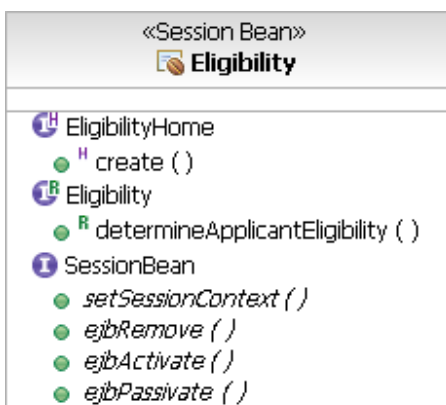 «Session Bean»
Eligibility
H EligibilityHome
H create ( )
R Eligibility
R determineApplicantEligibility ( )
I SessionBean
setSessionContext ( )
ejbRemove ( )
ejbActivate ( )
ejbPassivate ( )